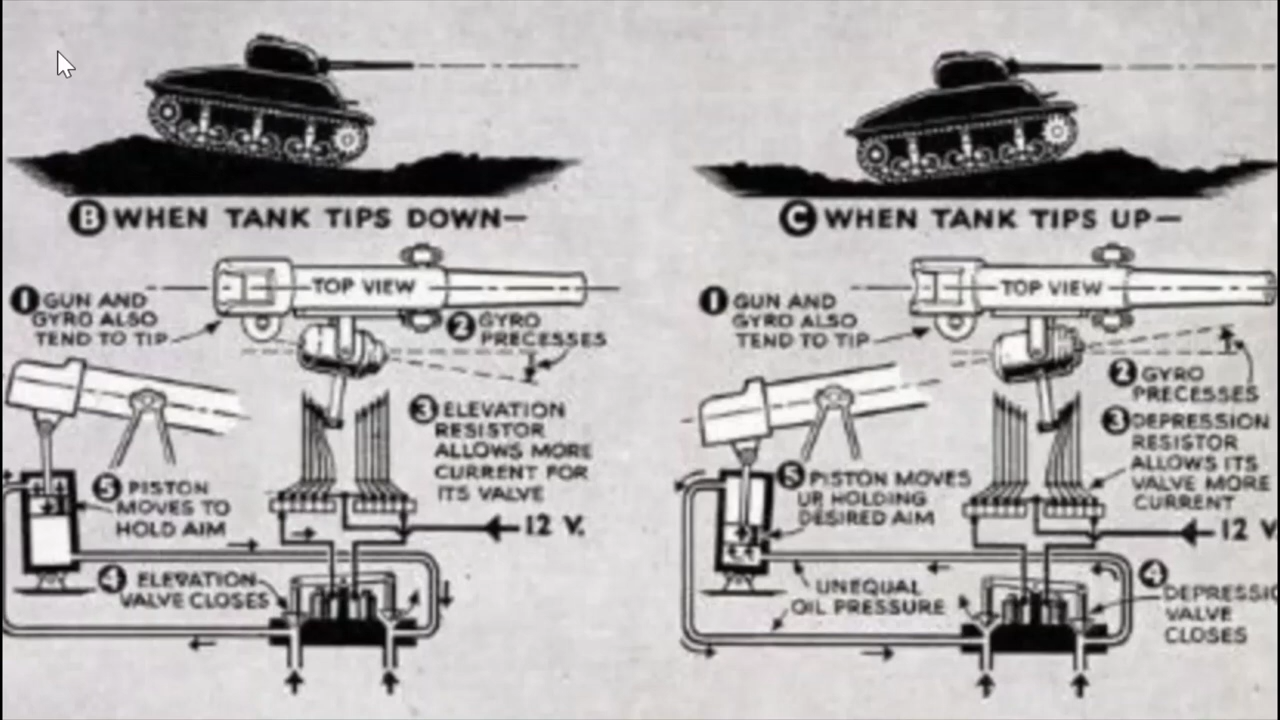 B WHEN TANK TIPS DOWN—
TOP VIEW
1 GUN AND
GYRO ALSO
TEND TO TIP
2 GYRO
PRECESSES
3 ELEVATION
RESISTOR
ALLOWS MORE
CURRENT FOR
ITS VALVE
5 PISTON
MOVES TO
HOLD AIM
12 V.
4 ELEVATION
VALVE CLOSES
C WHEN TANK TIPS UP—
TOP VIEW
1 GUN AND
GYRO ALSO
TEND TO TIP
2 GYRO
PRECESSES
3 DEPRESSION
RESISTOR
ALLOWS ITS
VALVE MORE
CURRENT
5 PISTON MOVES
UP HOLDING
DESIRED AIM
12 V
UNEQUAL
OIL PRESSURE
4
DEPRESSIO
VALVE
CLOSES